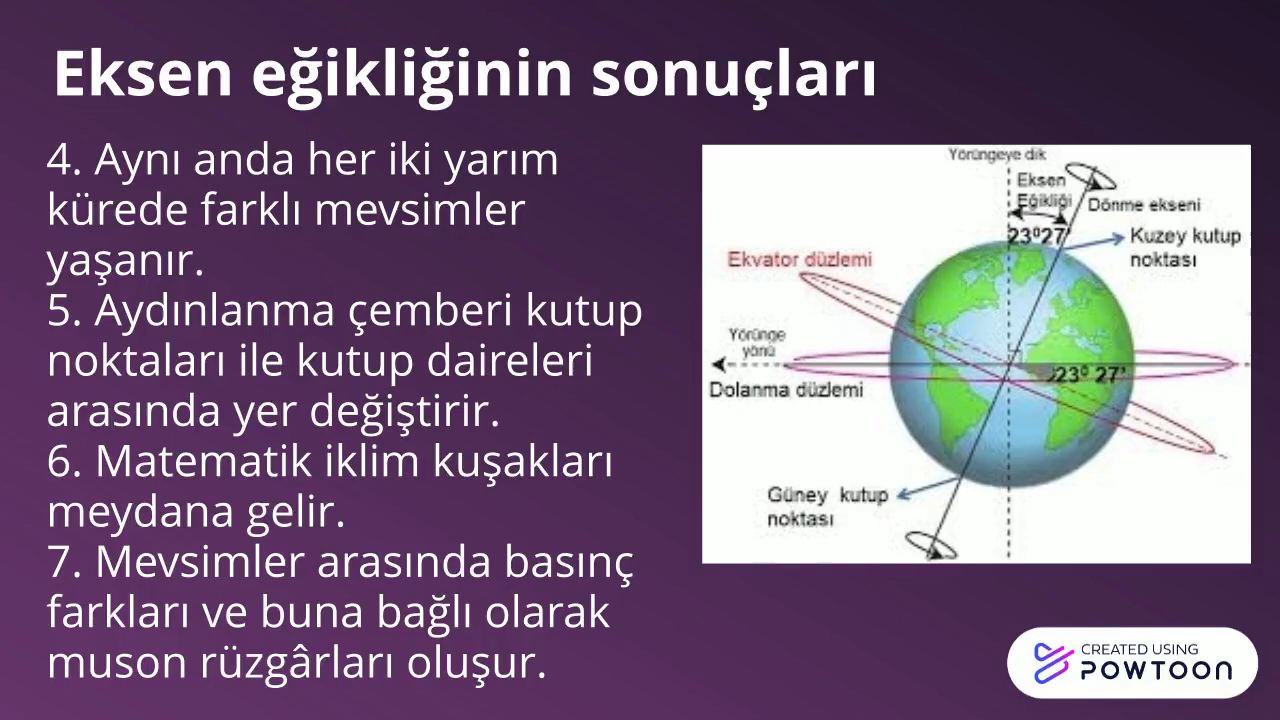 Eksen eğikliğinin sonuçları
4. Aynı anda her iki yarım
kürede farklı mevsimler
yaşanır.
5. Aydınlanma çemberi kutup
noktaları ile kutup daireleri
arasında yer değiştirir.
6. Matematik iklim kuşakları
meydana gelir.
7. Mevsimler arasında basınç
farkları ve buna bağlı olarak
muson rüzgârları oluşur.
Yörüngeye dik
Eksen
Eğikliği
Dönme ekseni
23⁰27'
Kuzey kutup
noktası
Ekvator düzlemi
Yörünge
yönü
23⁰ 27'
Dolanma düzlemi
Güney kutup
noktası
CREATED USING
POWTOON